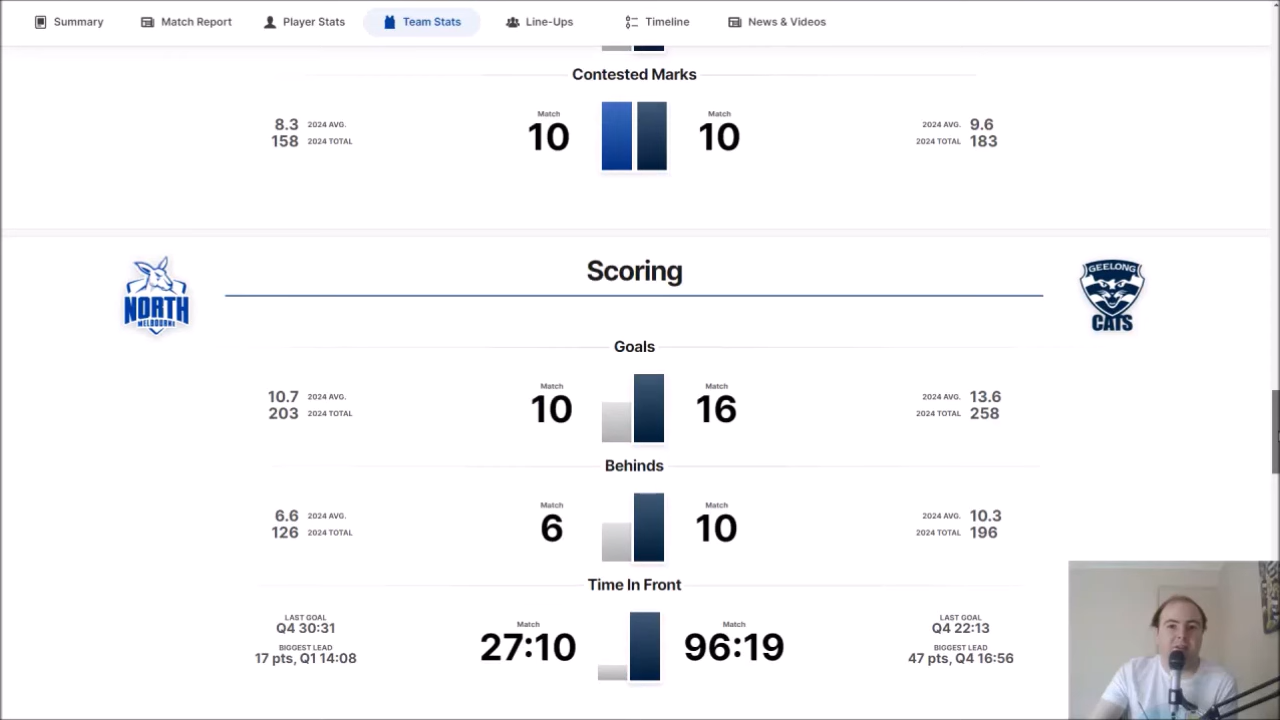 Summary Match Report Player Stats Team Stats Line-Ups Timeline News & Videos
Contested Marks
8.3 2024 AVG.
158 2024 TOTAL
Match
10
Match
10
2024 AVG. 9.6
2024 TOTAL 183
NORTH
MELBOURNE
Scoring
GEELONG
CATS
Goals
10.7 2024 AVG.
203 2024 TOTAL
Match
10
Match
16
2024 AVG. 13.6
2024 TOTAL 258
Behinds
6.6 2024 AVG.
126 2024 TOTAL
Match
6
Match
10
2024 AVG. 10.3
2024 TOTAL 196
Time In Front
LAST GOAL
Q4 30:31
BIGGEST LEAD
17 pts, Q1 14:08
Match
27:10
Match
96:19
LAST GOAL
Q4 22:13
BIGGEST LEAD
47 pts, Q4 16:56